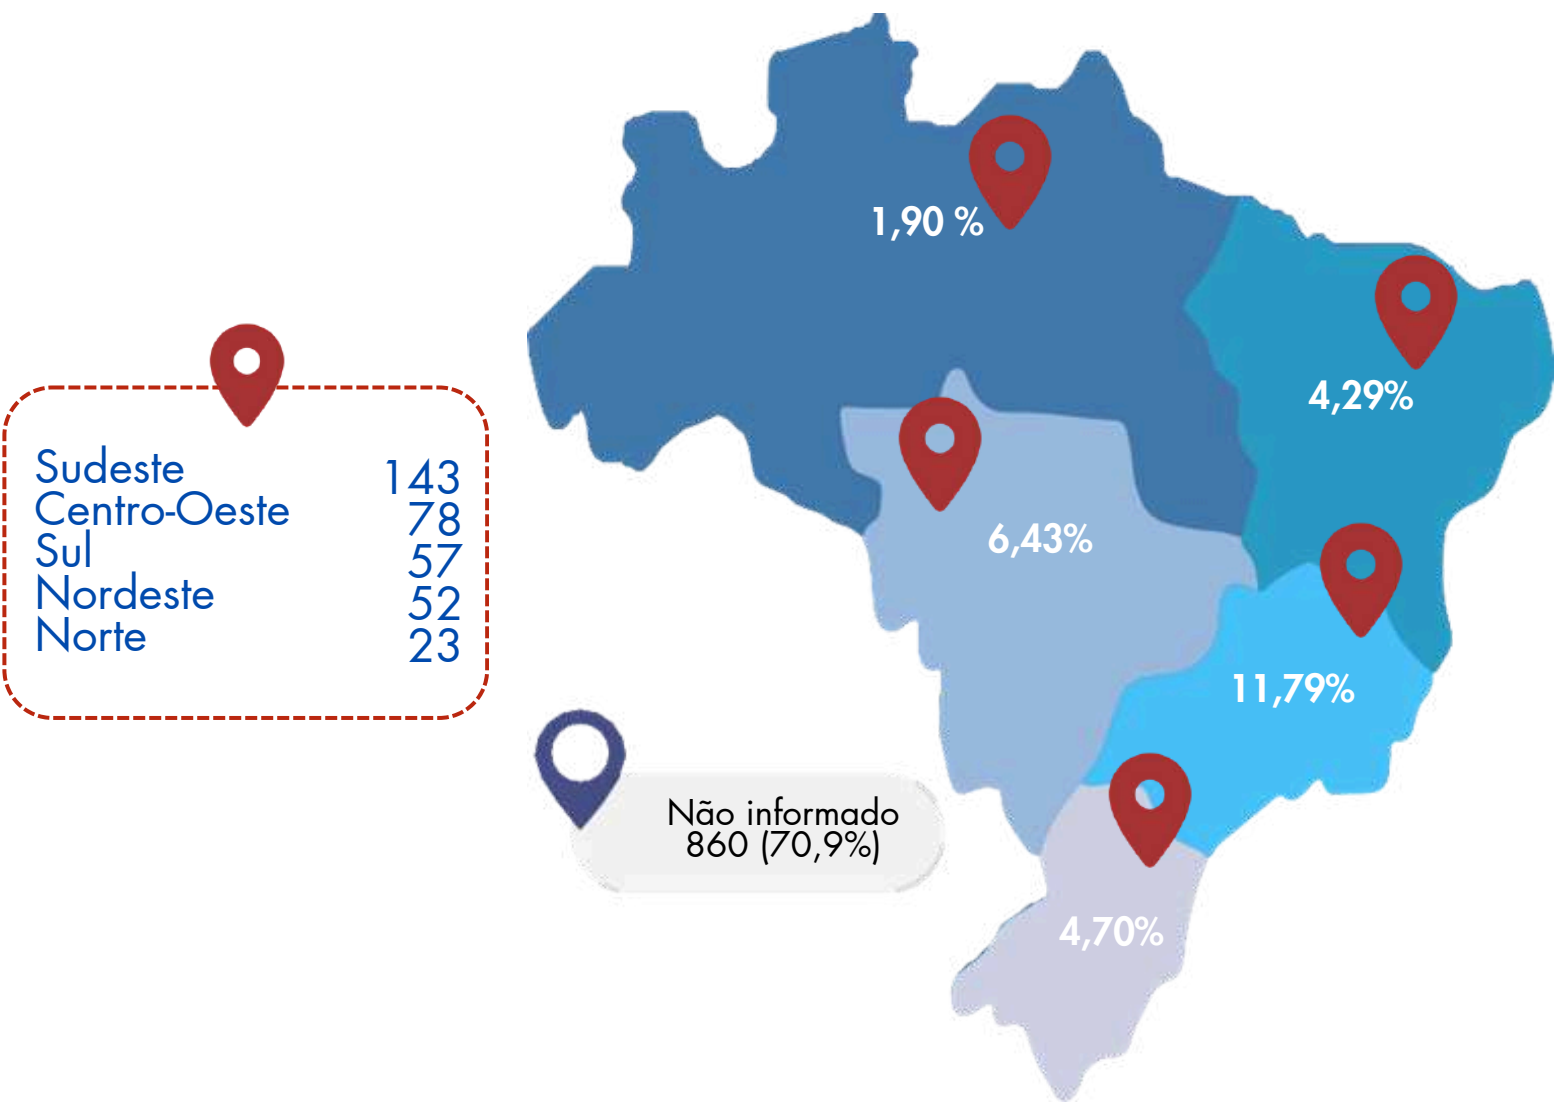 1,90 %
4,29%
Sudeste 143
Centro-Oeste 78
Sul 57
Nordeste 52
Norte 23
6,43%
11,79%
Não informado
860 (70,9%)
4,70%